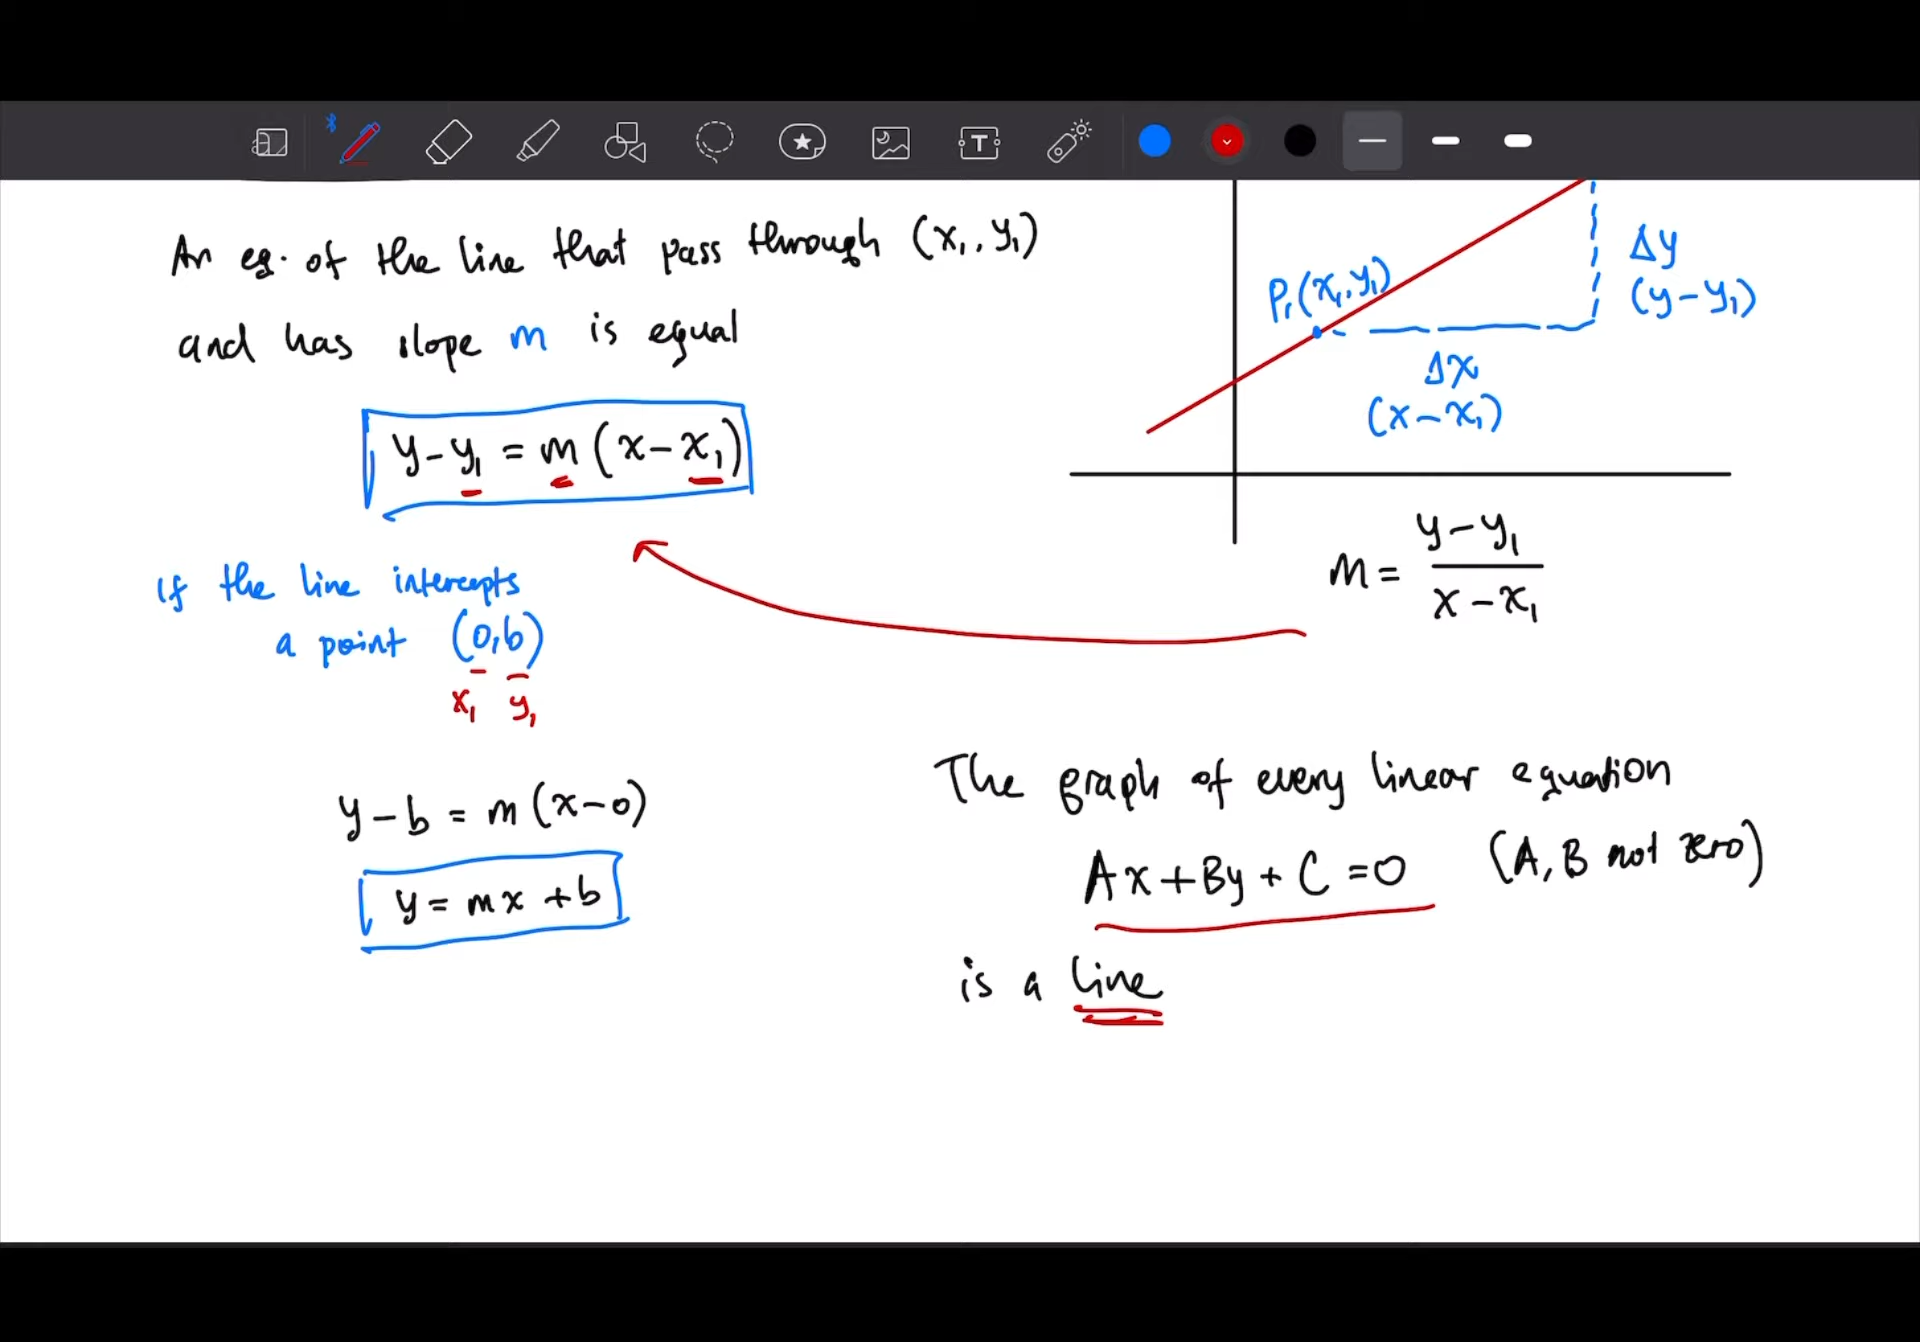 An eq. of the line that pass through (x₁, y₁)
and has slope m is equal
y - y₁ = m (x - x₁)
If the line intercepts
a point (0, b)
x₁ y₁
y - b = m (x - 0)
y = mx + b
P₁(x₁, y₁)
Δy
(y - y₁)
Δx
(x - x₁)
m = (y - y₁)/(x - x₁)
The graph of every linear equation
Ax + By + C = 0 (A, B not zero)
is a line
T